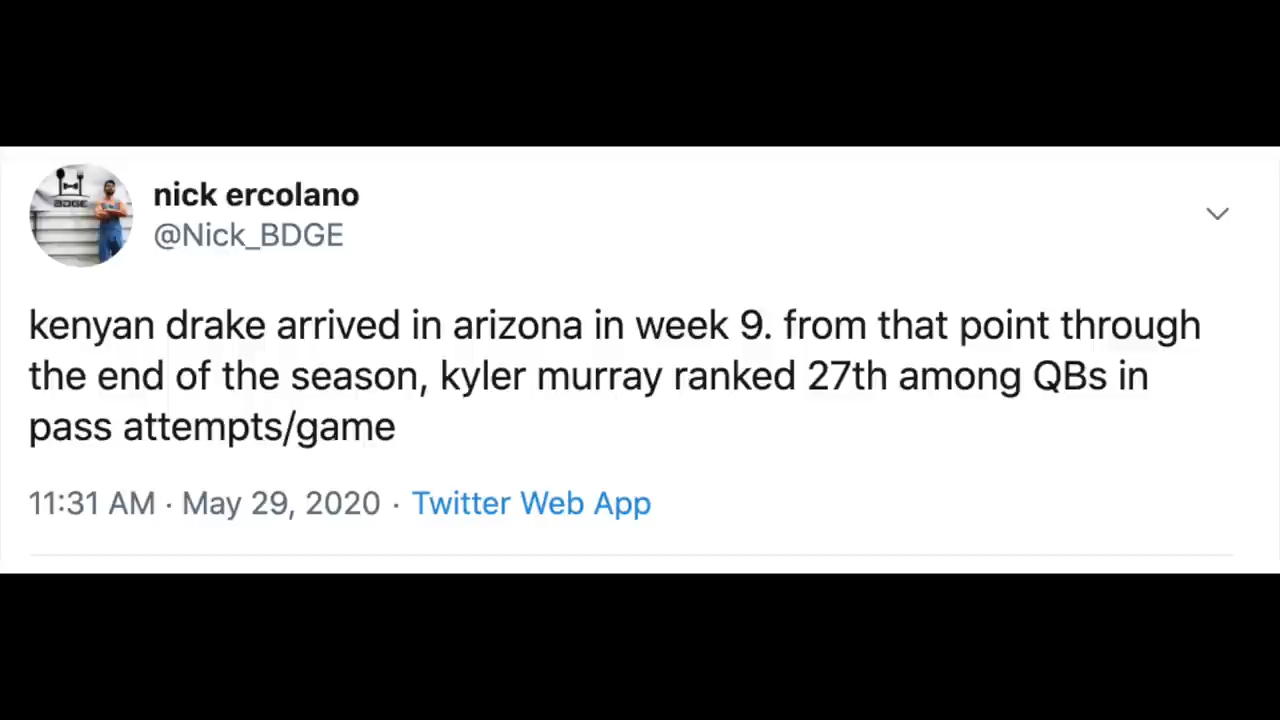 BDGE
nick ercolano
@Nick_BDGE
kenyan drake arrived in arizona in week 9. from that point through
the end of the season, kyler murray ranked 27th among QBs in
pass attempts/game
11:31 AM · May 29, 2020 · Twitter Web App